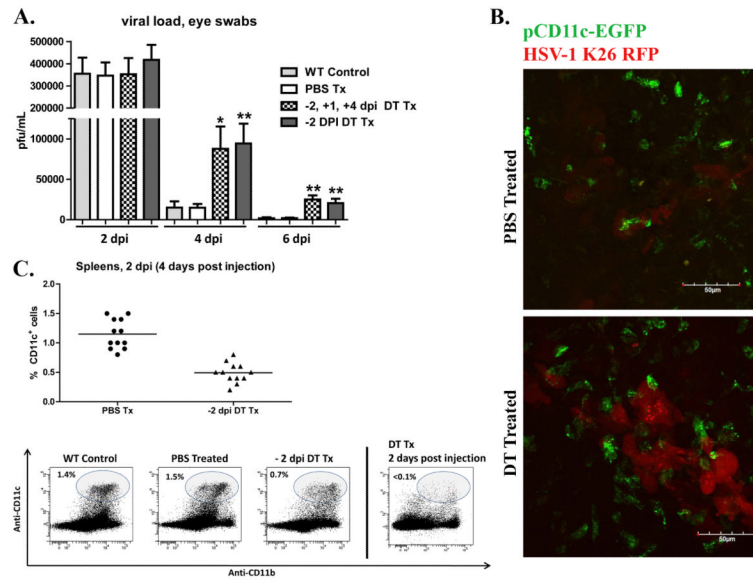 A.
viral load, eye swabs
500000
400000
300000
200000
100000
50000
0
pfu/mL
WT Control
PBS Tx
-2, +1, +4 dpi DT Tx
-2 DPI DT Tx
*
**
**
**
2 dpi
4 dpi
6 dpi
B.
pCD11c-EGFP
HSV-1 K26 RFP
PBS Treated
50µm
DT Treated
50µm
C.
Spleens, 2 dpi (4 days post injection)
% CD11c+ cells
2.0
1.5
1.0
0.5
0.0
PBS Tx
-2 dpi DT Tx
WT Control
1.4%
PBS Treated
1.5%
- 2 dpi DT Tx
0.7%
DT Tx
2 days post injection
<0.1%
Anti-CD11c
Anti-CD11b